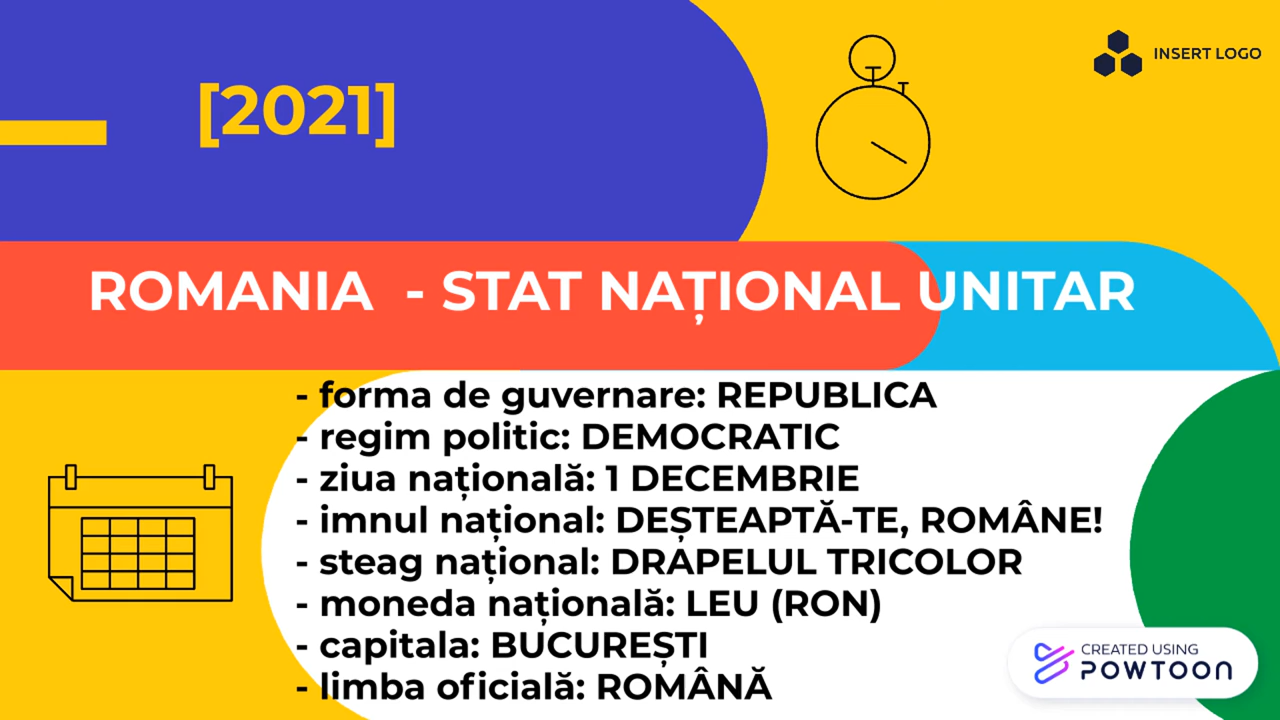 INSERT LOGO
[2021]
ROMANIA - STAT NAȚIONAL UNITAR
- forma de guvernare: REPUBLICA
- regim politic: DEMOCRATIC
- ziua națională: 1 DECEMBRIE
- imnul național: DEȘTEAPTĂ-TE, ROMÂNE!
- steag național: DRAPELUL TRICOLOR
- moneda națională: LEU (RON)
- capitala: BUCUREȘTI
- limba oficială: ROMÂNĂ
CREATED USING
POWTOON